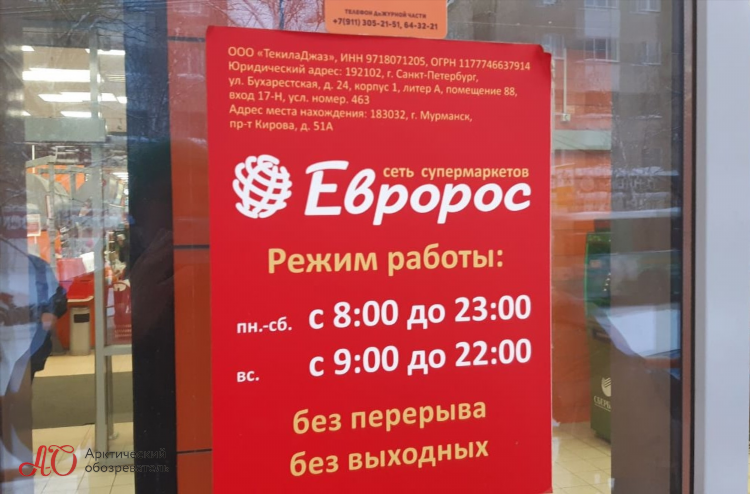 ТЕЛЕФОН ДЕЖУРНОЙ ЧАСТИ
+7(911) 305-21-51, 64-32-21
ООО «ТекилаДжаз», ИНН 9718071205, ОГРН 1177746637914
Юридический адрес: 192102, г. Санкт-Петербург,
ул. Бухарестская, д. 24, корпус 1, литер А, помещение 88,
вход 17-Н, усл. номер. 463
Адрес места нахождения: 183032, г. Мурманск,
пр-т Кирова, д. 51А
сеть супермаркетов
Евророс
Режим работы:
пн.-сб. с 8:00 до 23:00
вс. с 9:00 до 22:00
без перерыва
без выходных
АО
Арктический
обозреватель